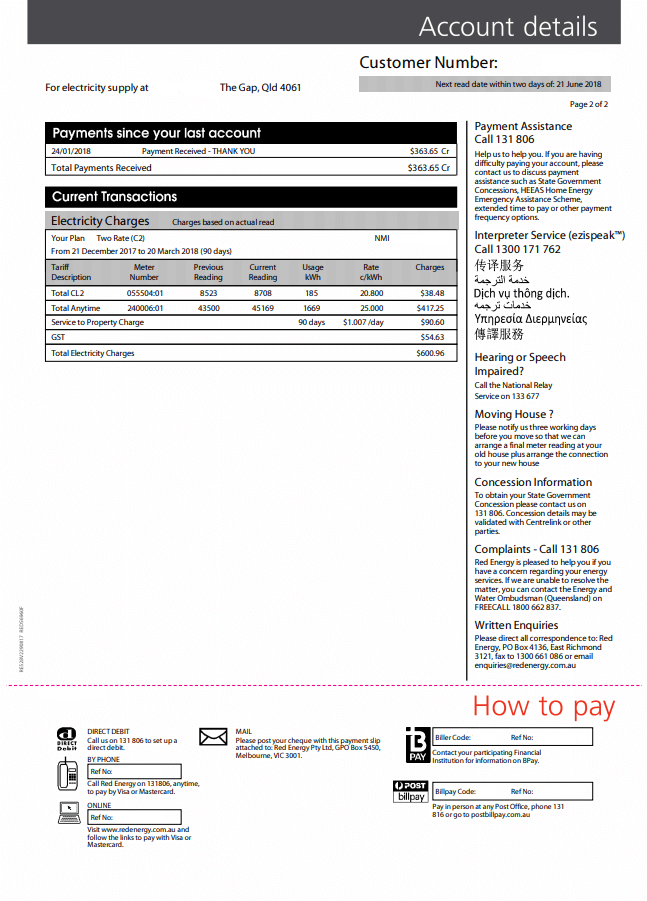 Account details
Customer Number:
For electricity supply at The Gap, Qld 4061
Next read date within two days of: 21 June 2018
Page 2 of 2
Payments since your last account
24/01/2018 Payment Received - THANK YOU $363.65 Cr
Total Payments Received $363.65 Cr
Current Transactions
Electricity Charges Charges based on actual read
Your Plan Two Rate (C2) NMI
From 21 December 2017 to 20 March 2018 (90 days)
Tariff Meter Previous Current Usage Rate Charges
Description Number Reading Reading kWh c/kWh
Total CL2 055504:01 8523 8708 185 20.800 $38.48
Total Anytime 240006:01 43500 45169 1669 25.000 $417.25
Service to Property Charge 90 days $1.007 /day $90.60
GST $54.63
Total Electricity Charges $600.96
Payment Assistance
Call 131 806
Help us to help you. If you are having
difficulty paying your account, please
contact us to discuss payment
assistance such as State Government
Concessions, HEEAS Home Energy
Emergency Assistance Scheme,
extended time to pay or other payment
frequency options.
Interpreter Service (ezispeak™)
Call 1300 171 762
传译服务
خدمة الترجمة
Dịch vụ thông dịch.
خدمات ترجمه
Υπηρεσία Διερμηνείας
傳譯服務
Hearing or Speech
Impaired?
Call the National Relay
Service on 133 677
Moving House ?
Please notify us three working days
before you move so that we can
arrange a final meter reading at your
old house plus arrange the connection
to your new house
Concession Information
To obtain your State Government
Concession please contact us on
131 806. Concession details may be
validated with Centrelink or other
parties.
Complaints - Call 131 806
Red Energy is pleased to help you if you
have a concern regarding your energy
services. If we are unable to resolve the
matter, you can contact the Energy and
Water Ombudsman (Queensland) on
FREECALL 1800 662 837.
Written Enquiries
Please direct all correspondence to: Red
Energy, PO Box 4136, East Richmond
3121, fax to 1300 661 086 or email
enquiries@redenergy.com.au
How to pay
DIRECT
Debit
DIRECT DEBIT
Call us on 131 806 to set up a
direct debit.
BY PHONE
Ref No:
Call Red Energy on 131806, anytime,
to pay by Visa or Mastercard.
ONLINE
Ref No:
Visit www.redenergy.com.au and
follow the links to pay with Visa or
Mastercard.
MAIL
Please post your cheque with this payment slip
attached to: Red Energy Pty Ltd, GPO Box 5450,
Melbourne, VIC 3001.
B
PAY
Biller Code: Ref No:
Contact your participating Financial
Institution for information on BPay.
POST
billpay
Billpay Code: Ref No:
Pay in person at any Post Office, phone 131
816 or go to postbillpay.com.au